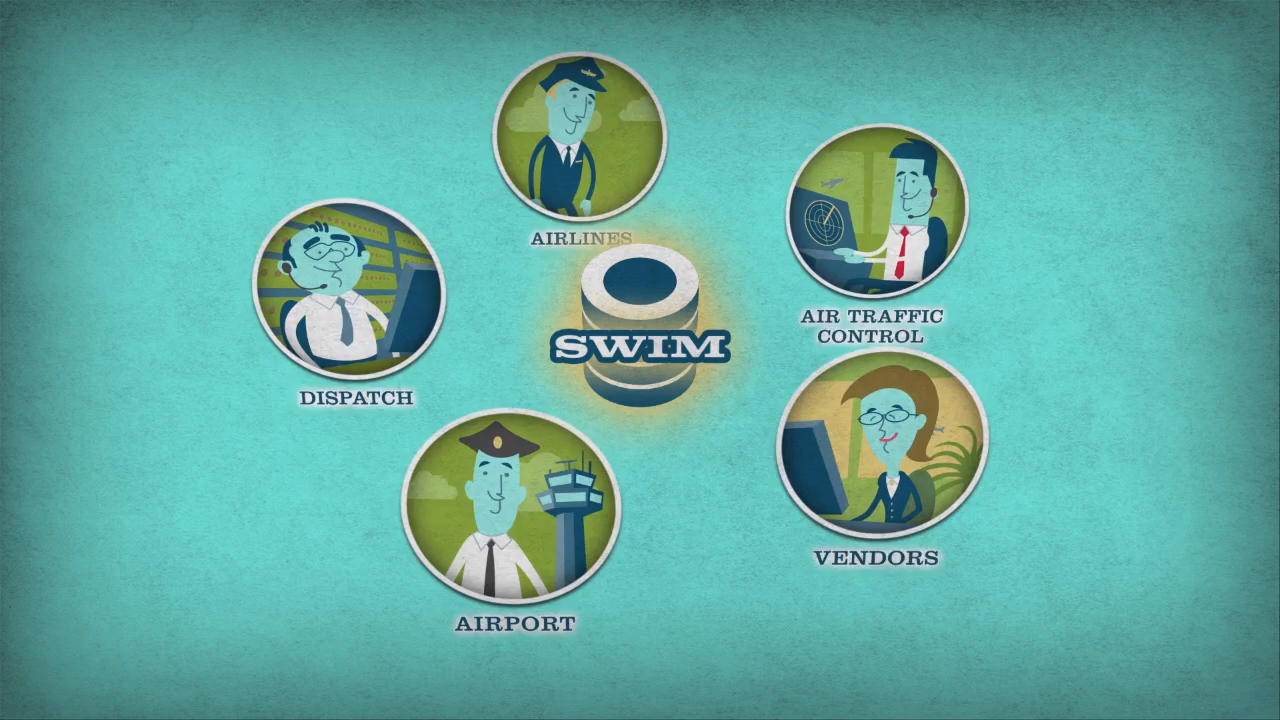 AIRLINES
AIR TRAFFIC
CONTROL
SWIM
DISPATCH
VENDORS
AIRPORT